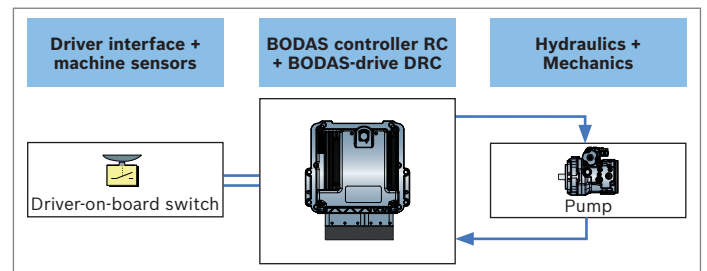 Driver interface +
machine sensors
BODAS controller RC
+ BODAS-drive DRC
Hydraulics +
Mechanics
Driver-on-board switch
Pump